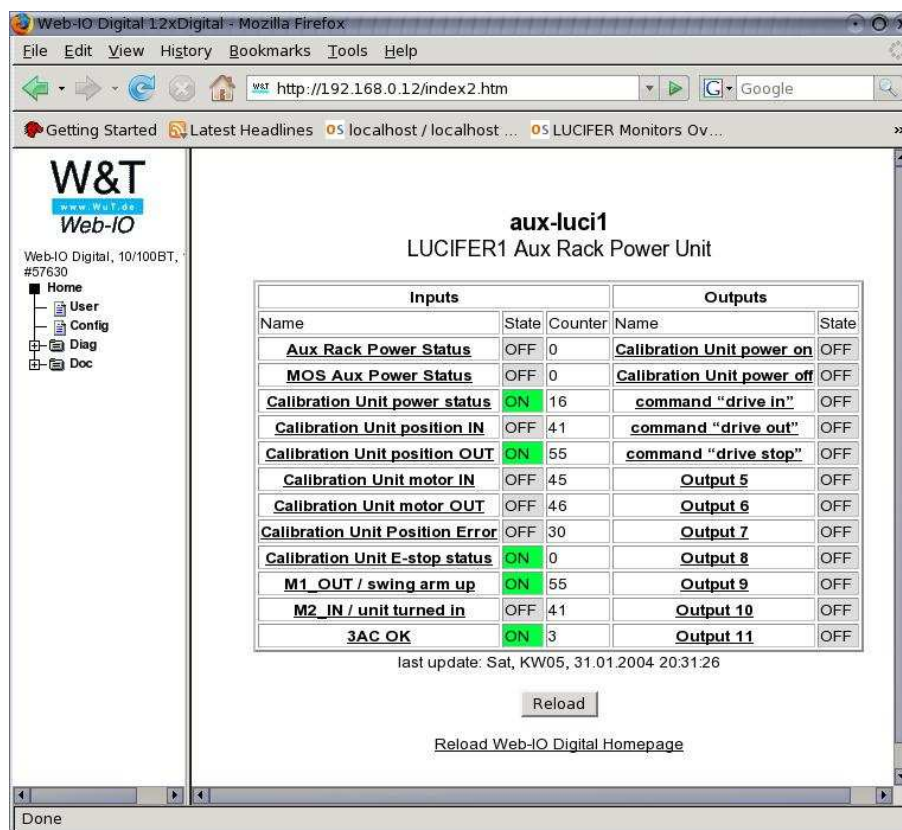 Web-IO Digital 12xDigital - Mozilla Firefox
File Edit View History Bookmarks Tools Help
W&T http://192.168.0.12/index2.htm G Google
Getting Started Latest Headlines OS localhost / localhost ... OS LUCIFER Monitors Ov... »
W&T
www.WuT.de
Web-IO
Web-IO Digital, 10/100BT,
#57630
Home
User
Config
Diag
Doc
aux-luci1
LUCIFER1 Aux Rack Power Unit
Inputs Outputs
Name State Counter Name State
Aux Rack Power Status OFF 0 Calibration Unit power on OFF
MOS Aux Power Status OFF 0 Calibration Unit power off OFF
Calibration Unit power status ON 16 command “drive in” OFF
Calibration Unit position IN OFF 41 command “drive out” OFF
Calibration Unit position OUT ON 55 command “drive stop” OFF
Calibration Unit motor IN OFF 45 Output 5 OFF
Calibration Unit motor OUT OFF 46 Output 6 OFF
Calibration Unit Position Error OFF 30 Output 7 OFF
Calibration Unit E-stop status ON 0 Output 8 OFF
M1_OUT / swing arm up ON 55 Output 9 OFF
M2_IN / unit turned in OFF 41 Output 10 OFF
3AC OK ON 3 Output 11 OFF
last update: Sat, KW05, 31.01.2004 20:31:26
Reload
Reload Web-IO Digital Homepage
Done